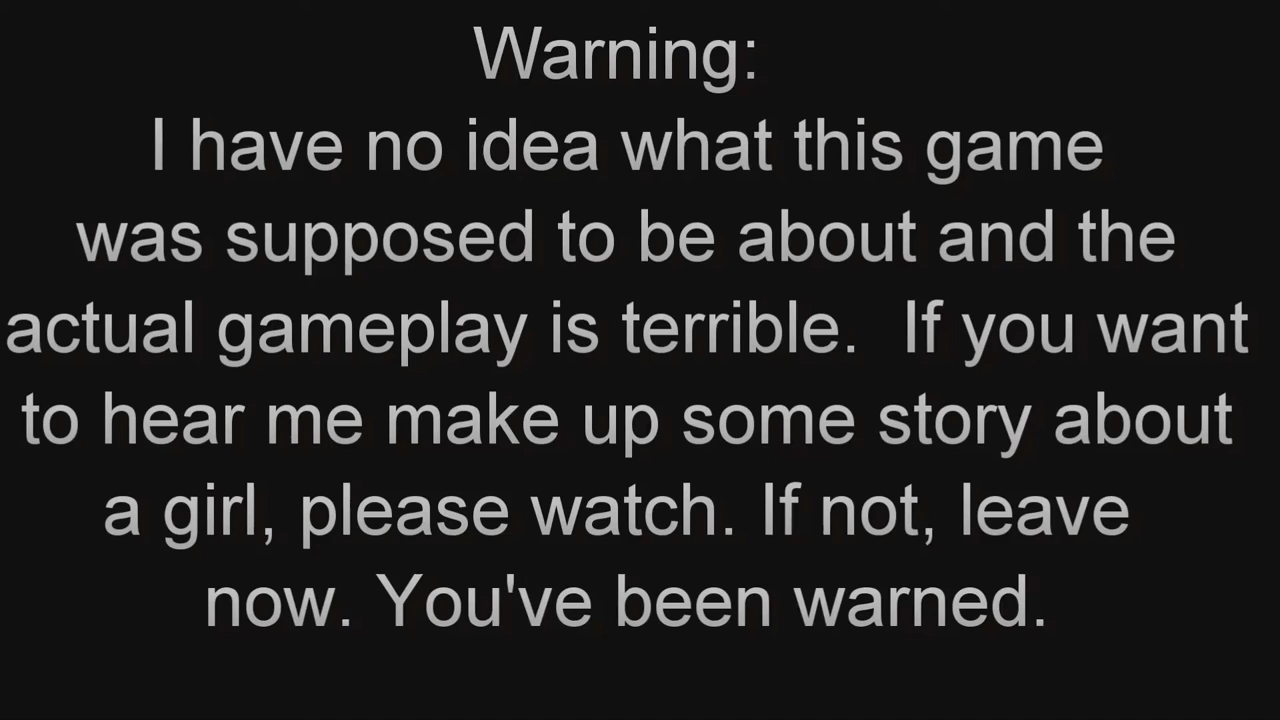 Warning:
I have no idea what this game
was supposed to be about and the
actual gameplay is terrible.  If you want
to hear me make up some story about
a girl, please watch. If not, leave
now. You've been warned.